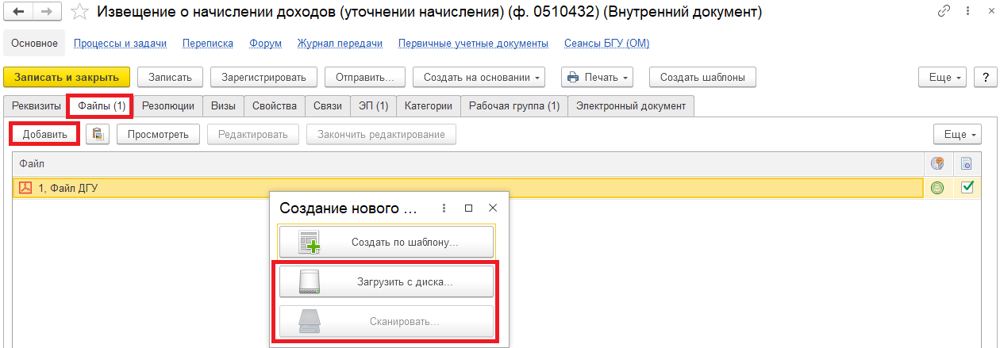 Извещение о начислении доходов (уточнении начисления) (ф. 0510432) (Внутренний документ)
Основное Процессы и задачи Переписка Форум Журнал передачи Первичные учетные документы Сеансы БГУ (ОМ)
Записать и закрыть Записать Зарегистрировать Отправить... Создать на основании Печать Создать шаблоны Еще ?
Реквизиты Файлы (1) Резолюции Визы Свойства Связи ЭП (1) Категории Рабочая группа (1) Электронный документ
Добавить Просмотреть Редактировать Закончить редактирование Еще
Файл
1, Файл ДГУ
Создание нового ...
Создать по шаблону...
Загрузить с диска...
Сканировать...